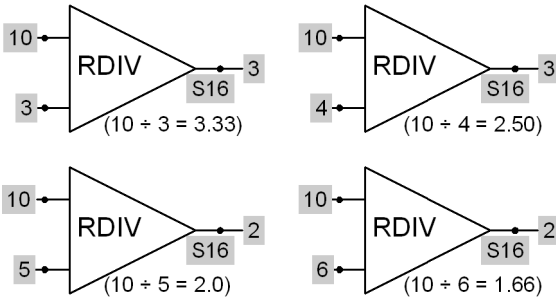 10 RDIV 3
S16
3
(10 ÷ 3 = 3.33)
10 RDIV 3
S16
4
(10 ÷ 4 = 2.50)
10 RDIV 2
S16
5
(10 ÷ 5 = 2.0)
10 RDIV 2
S16
6
(10 ÷ 6 = 1.66)